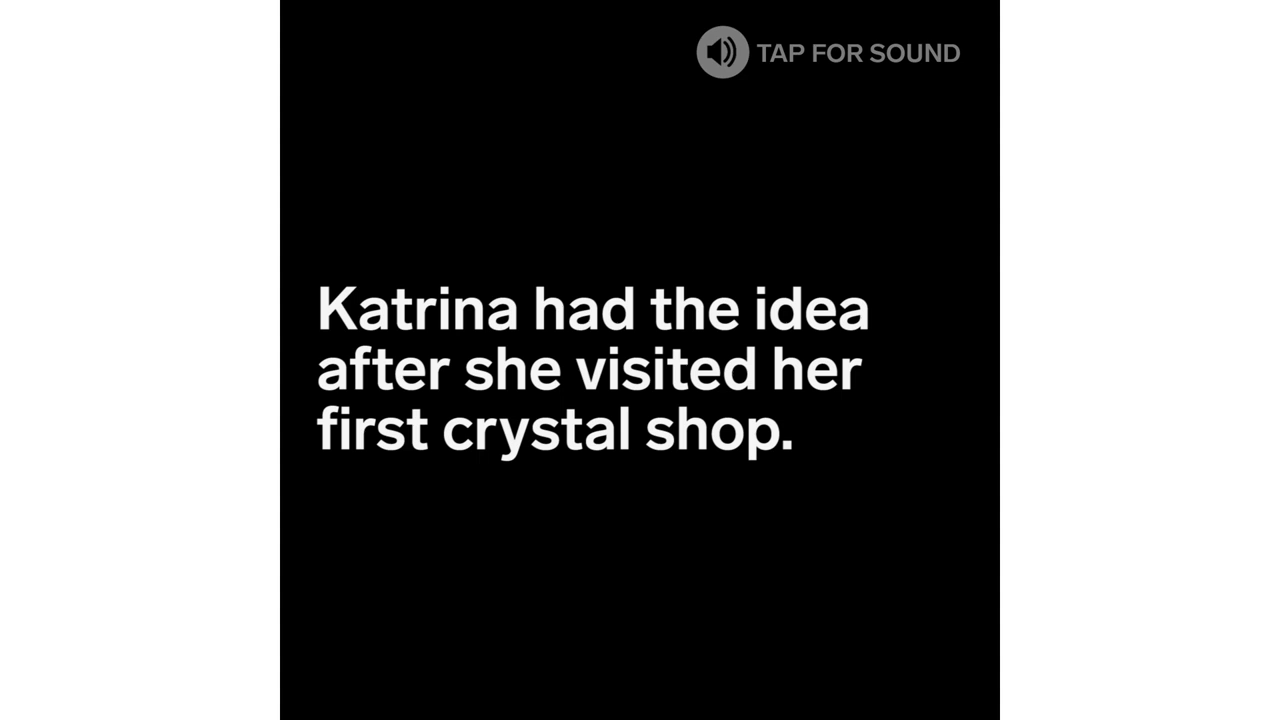 TAP FOR SOUND
Katrina had the idea
after she visited her
first crystal shop.